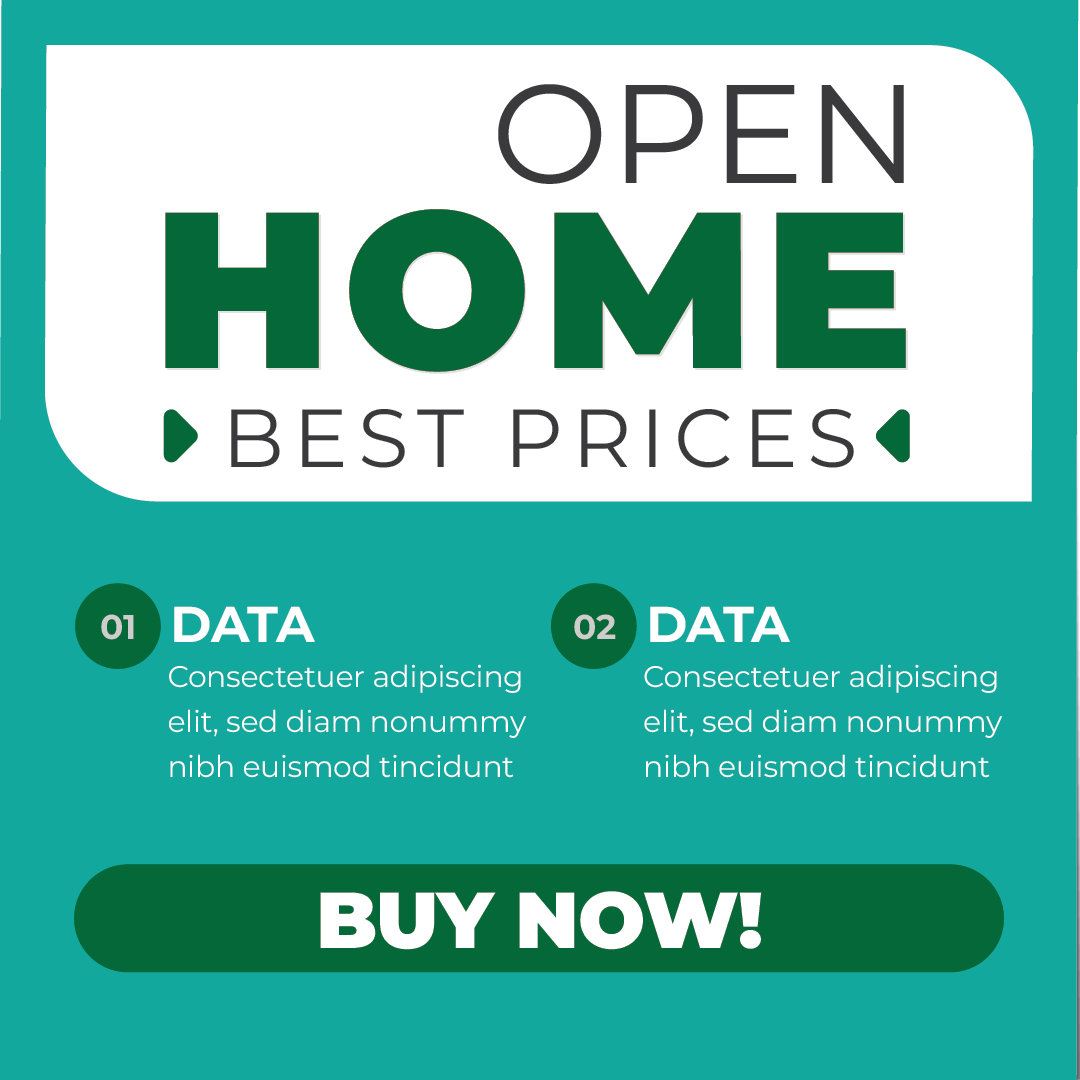 OPEN
HOME
BEST PRICES
01 DATA
Consectetuer adipiscing
elit, sed diam nonummy
nibh euismod tincidunt
02 DATA
Consectetuer adipiscing
elit, sed diam nonummy
nibh euismod tincidunt
BUY NOW!